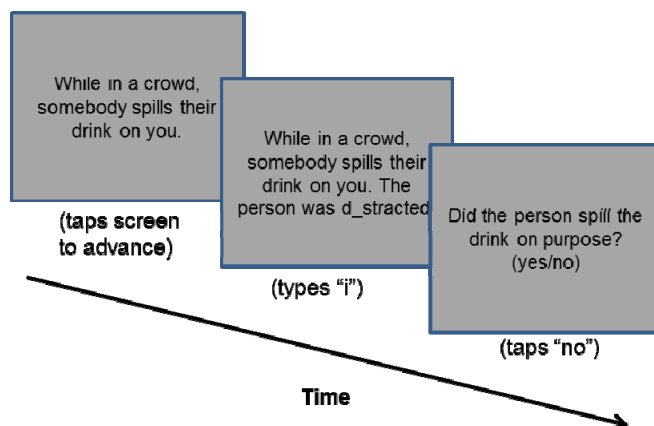 While in a crowd,
somebody spills their
drink on you.
(taps screen
to advance)
While in a crowd,
somebody spills their
drink on you. The
person was d_stracted
(types “i”)
Did the person spill the
drink on purpose?
(yes/no)
(taps “no”)
Time